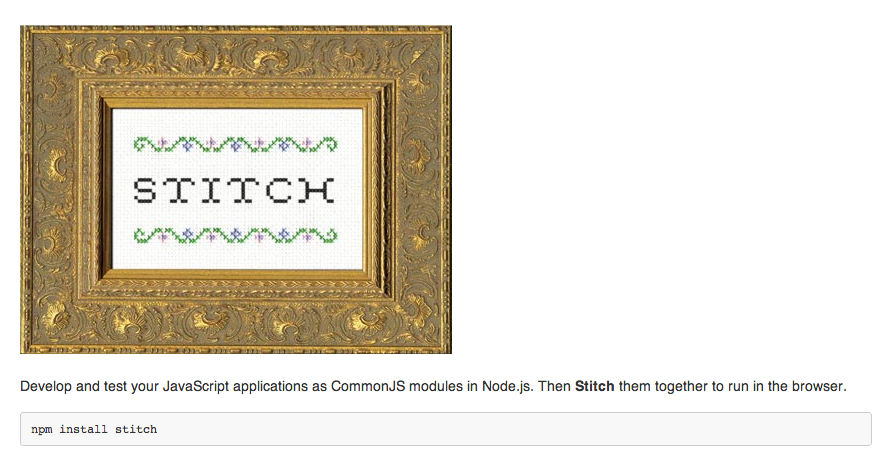 STITCH
Develop and test your JavaScript applications as CommonJS modules in Node.js. Then Stitch them together to run in the browser.
npm install stitch